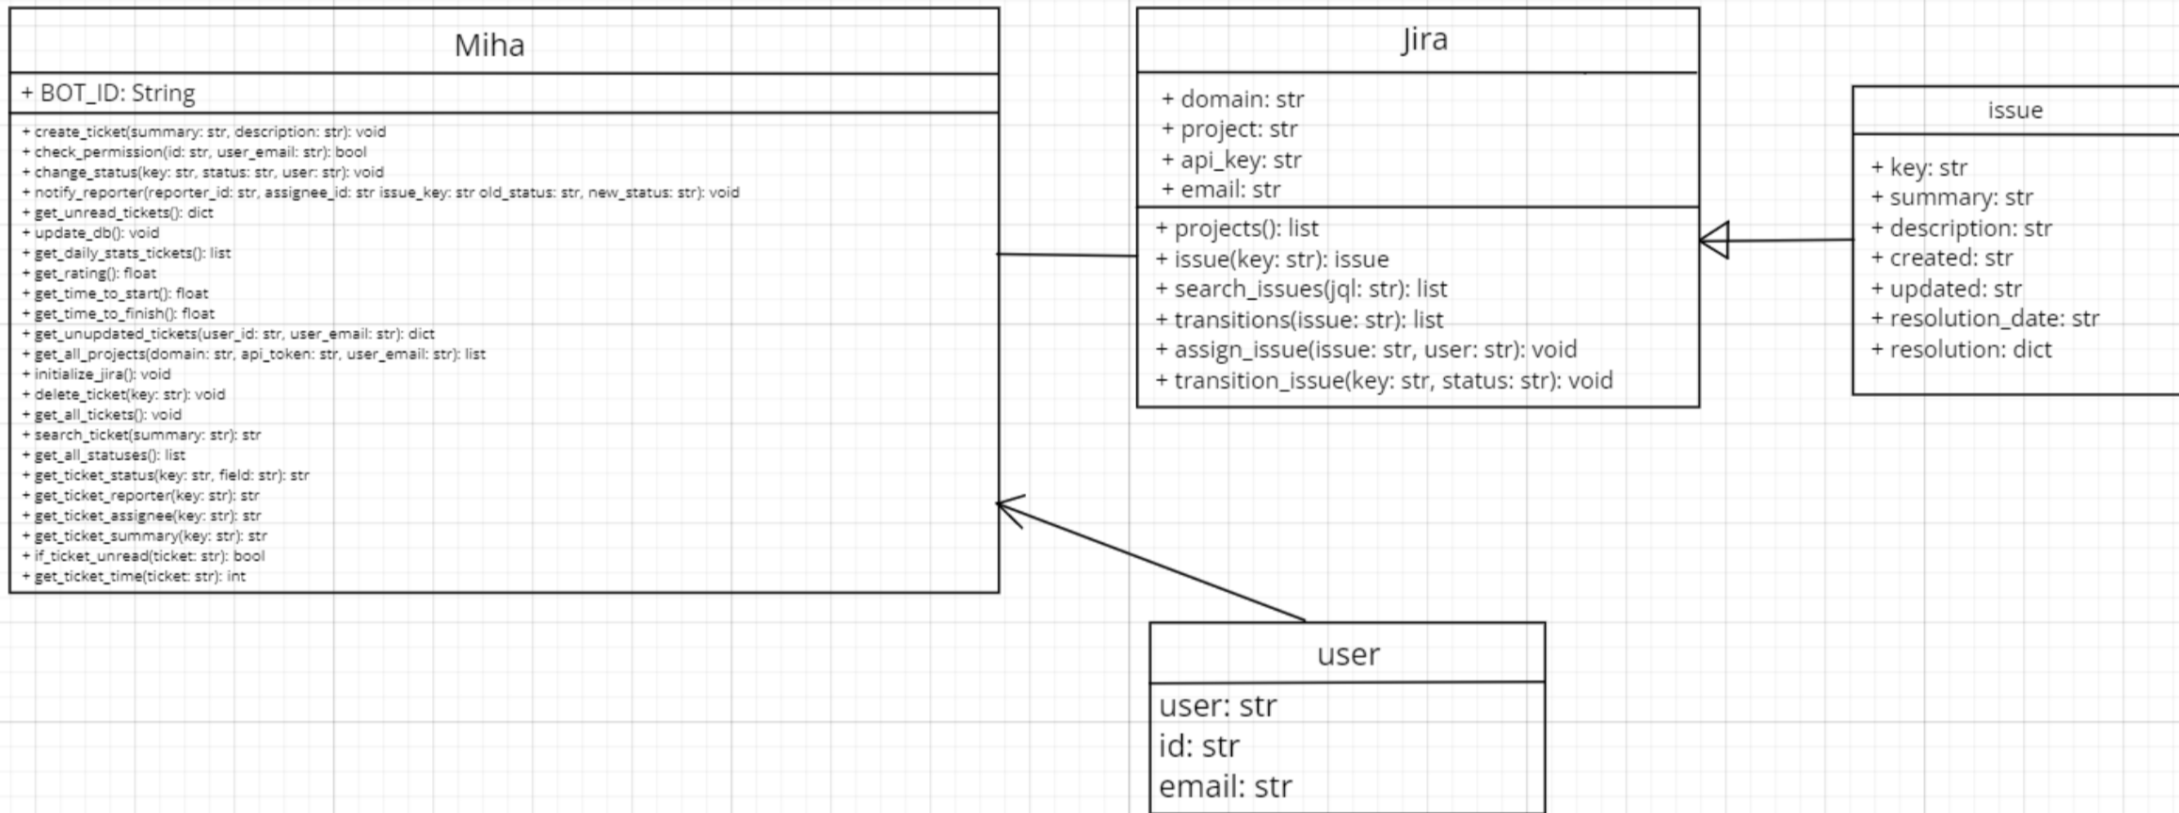 Miha
+ BOT_ID: String
+ create_ticket(summary: str, description: str): void
+ check_permission(id: str, user_email: str): bool
+ change_status(key: str, status: str, user: str): void
+ notify_reporter(reporter_id: str, assignee_id: str issue_key: str old_status: str, new_status: str): void
+ get_unread_tickets(): dict
+ update_db(): void
+ get_daily_stats_tickets(): list
+ get_rating(): float
+ get_time_to_start(): float
+ get_time_to_finish(): float
+ get_unupdated_tickets(user_id: str, user_email: str): dict
+ get_all_projects(domain: str, api_token: str, user_email: str): list
+ initialize_jira(): void
+ delete_ticket(key: str): void
+ get_all_tickets(): void
+ search_ticket(summary: str): str
+ get_all_statuses(): list
+ get_ticket_status(key: str, field: str): str
+ get_ticket_reporter(key: str): str
+ get_ticket_assignee(key: str): str
+ get_ticket_summary(key: str): str
+ if_ticket_unread(ticket: str): bool
+ get_ticket_time(ticket: str): int
Jira
+ domain: str
+ project: str
+ api_key: str
+ email: str
+ projects(): list
+ issue(key: str): issue
+ search_issues(jql: str): list
+ transitions(issue: str): list
+ assign_issue(issue: str, user: str): void
+ transition_issue(key: str, status: str): void
issue
+ key: str
+ summary: str
+ description: str
+ created: str
+ updated: str
+ resolution_date: str
+ resolution: dict
user
user: str
id: str
email: str